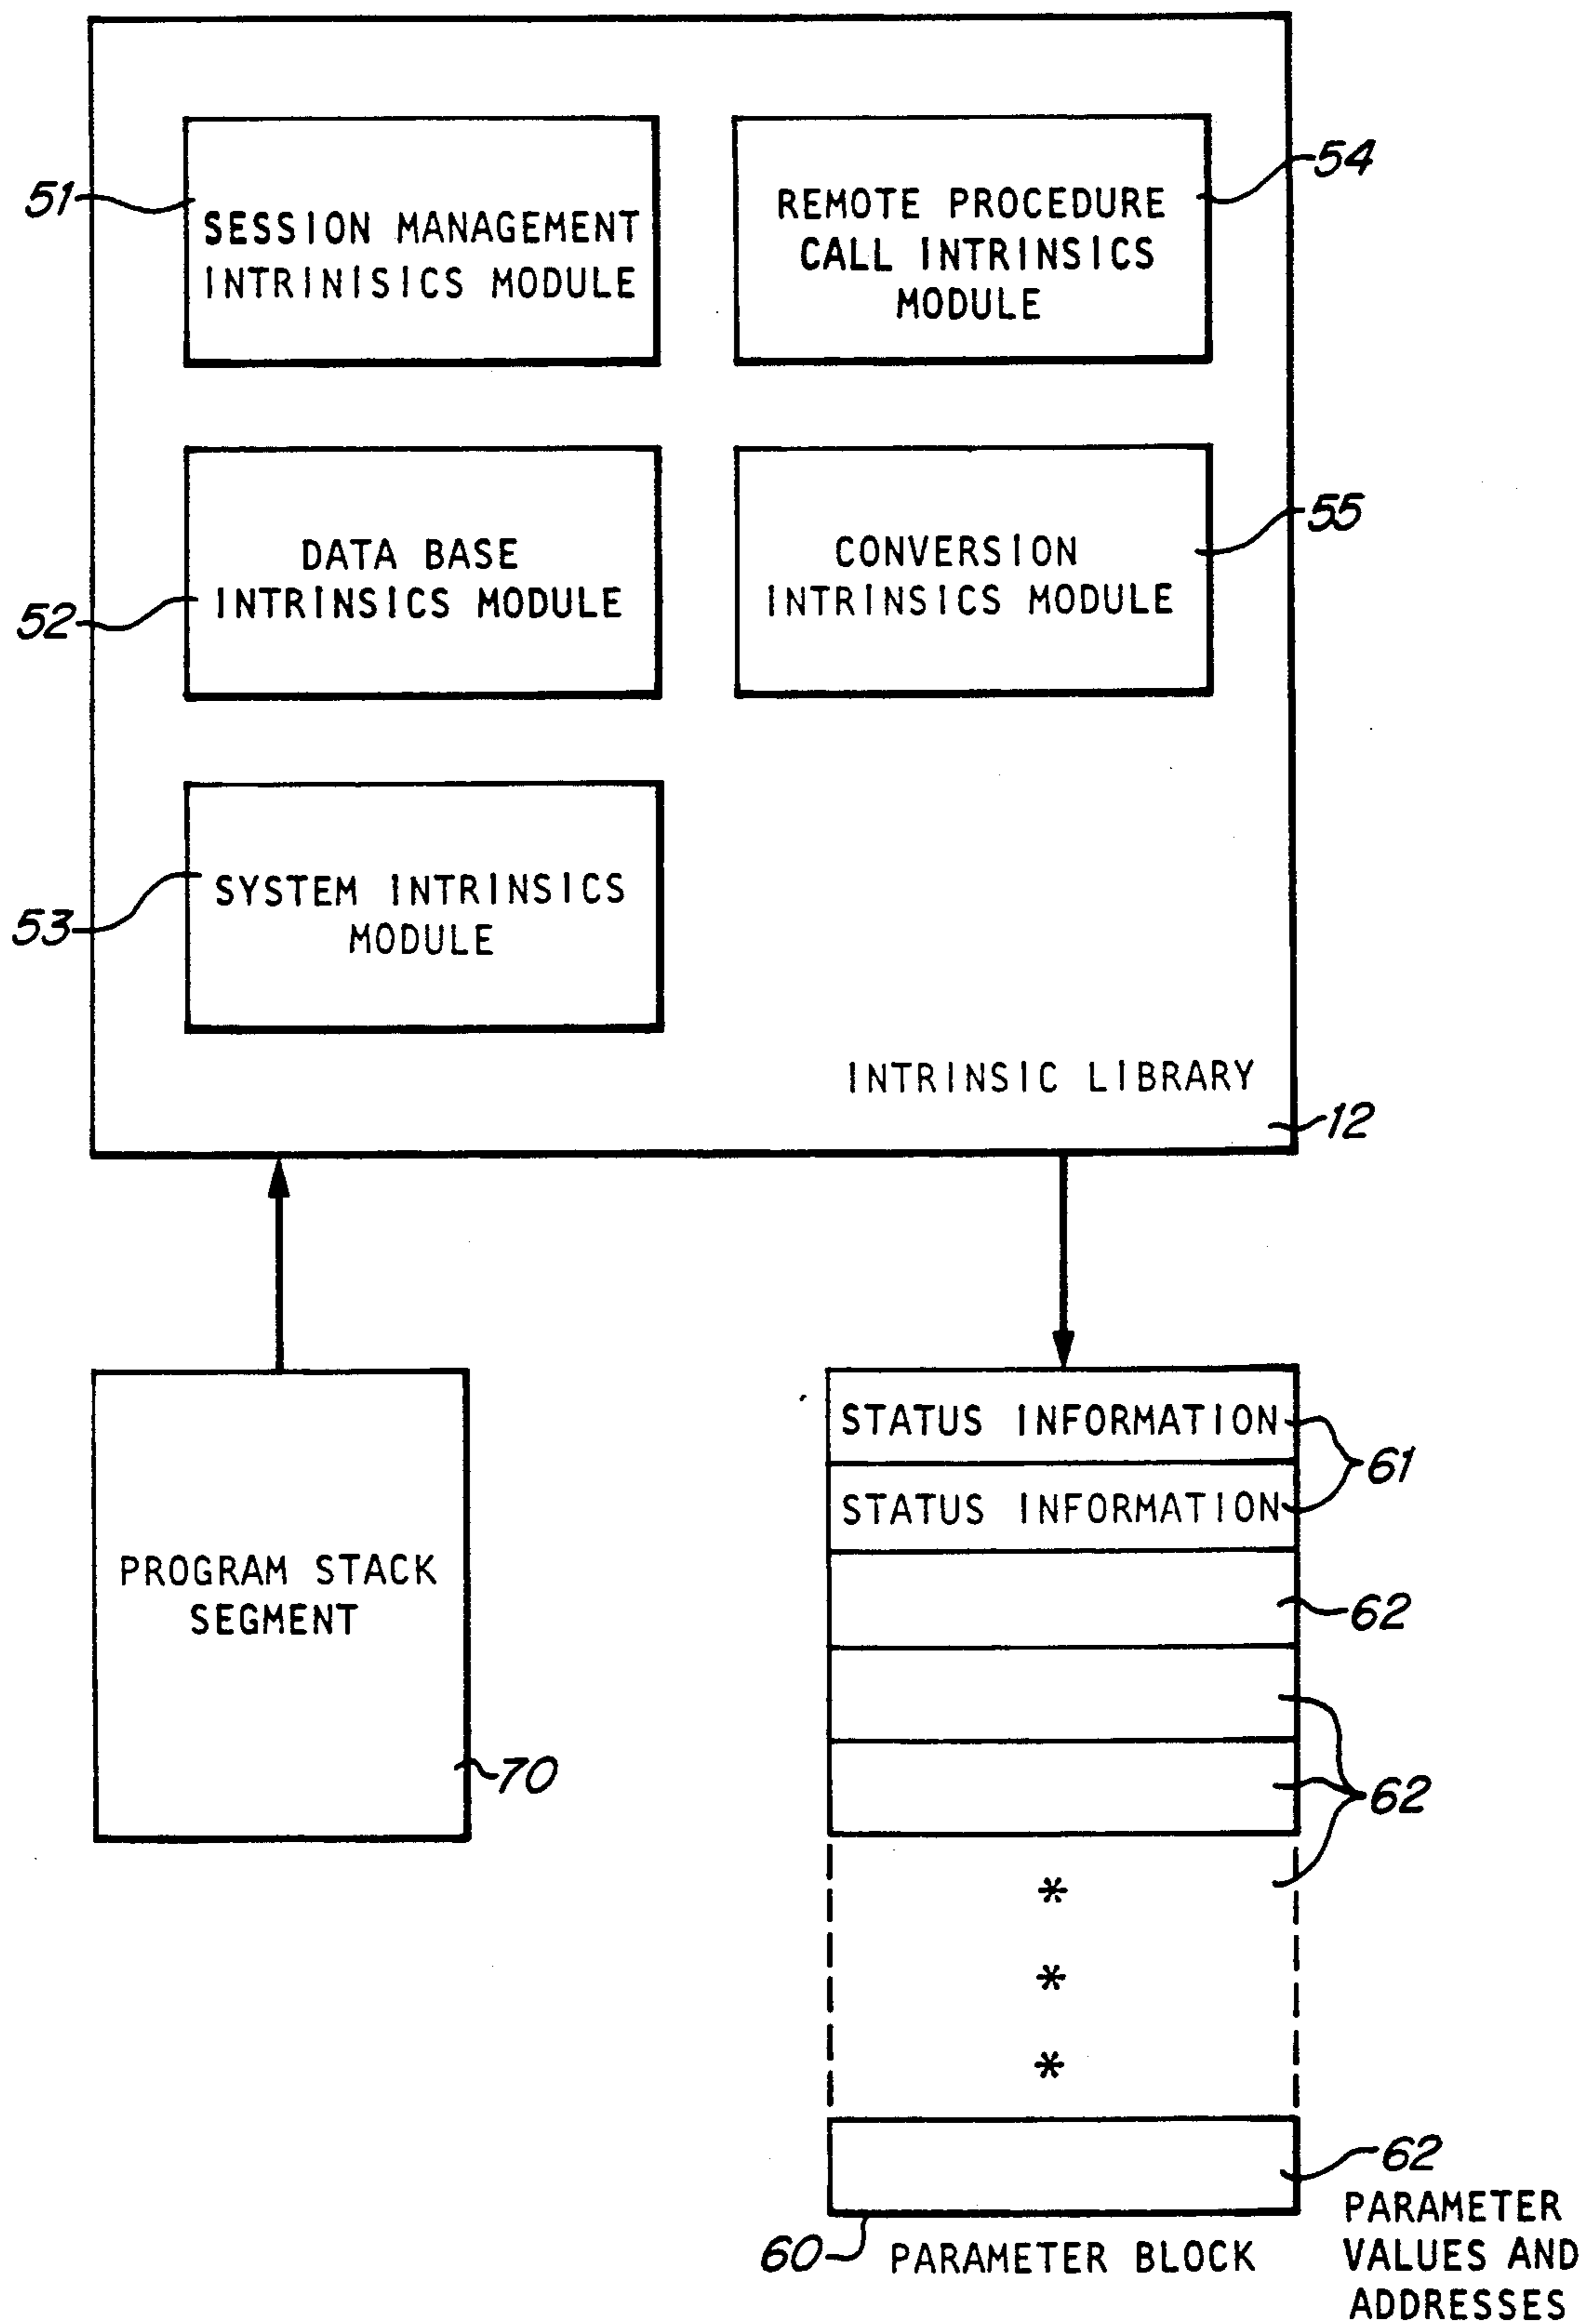 51
SESSION MANAGEMENT
INTRINISICS MODULE
54
REMOTE PROCEDURE
CALL INTRINSICS
MODULE
52
DATA BASE
INTRINSICS MODULE
55
CONVERSION
INTRINSICS MODULE
53
SYSTEM INTRINSICS
MODULE
INTRINSIC LIBRARY
12
PROGRAM STACK
SEGMENT
70
STATUS INFORMATION
STATUS INFORMATION
61
62
62
*
*
*
62
PARAMETER
VALUES AND
ADDRESSES
60
PARAMETER BLOCK